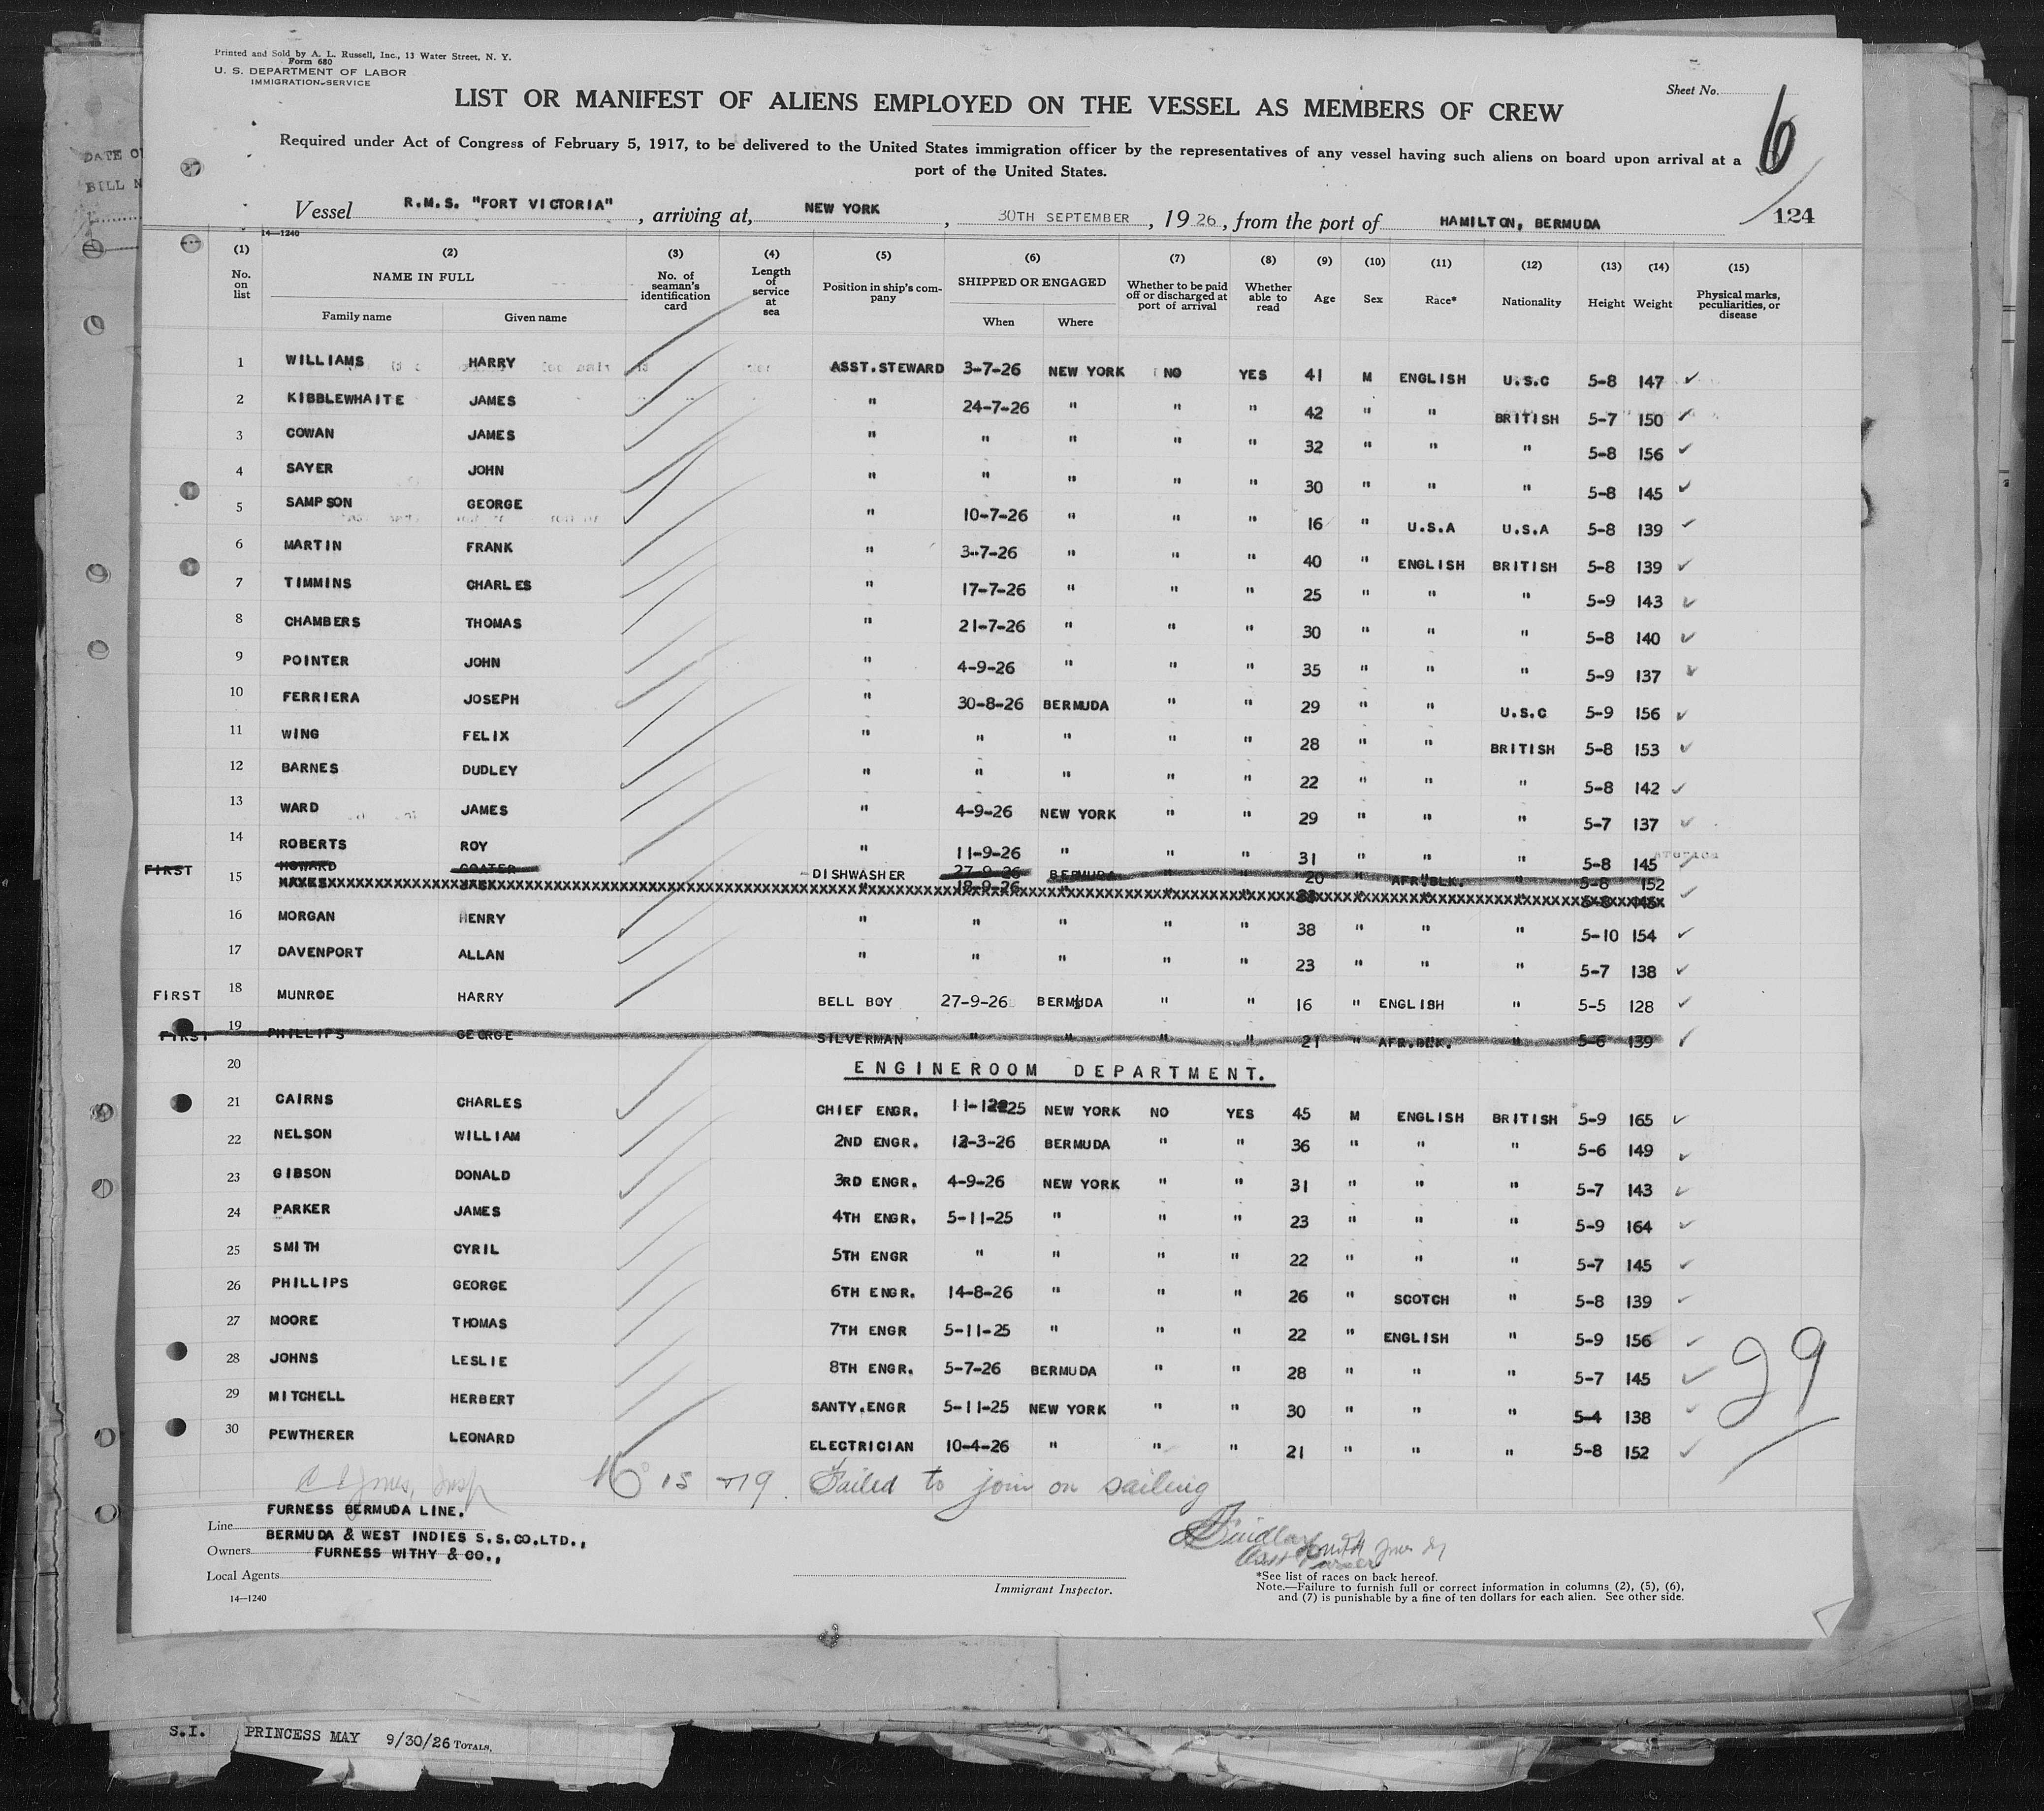 Printed and Sold by A. L. Russell, Inc., 13 Water Street, N. Y.
Form 680
U. S. DEPARTMENT OF LABOR
IMMIGRATION SERVICE
Sheet No.
6
LIST OR MANIFEST OF ALIENS EMPLOYED ON THE VESSEL AS MEMBERS OF CREW
Required under Act of Congress of February 5, 1917, to be delivered to the United States immigration officer by the representatives of any vessel having such aliens on board upon arrival at a
port of the United States.
Vessel R.M.S. "FORT VICTORIA", arriving at, NEW YORK, 30TH SEPTEMBER, 1926, from the port of HAMILTON, BERMUDA
124
14—1240
(1) (2) (3) (4) (5) (6) (7) (8) (9) (10) (11) (12) (13) (14) (15)
No. on list NAME IN FULL Family name Given name No. of seaman's identification card Length of service at sea Position in ship's company SHIPPED OR ENGAGED When Where Whether to be paid off or discharged at port of arrival Whether able to read Age Sex Race* Nationality Height Weight Physical marks, peculiarities, or disease
1 WILLIAMS HARRY ASST.STEWARD 3-7-26 NEW YORK NO YES 41 M ENGLISH U.S.C 5-8 147 ✓
2 KIBBLEWHAITE JAMES " 24-7-26 " " " 42 " " BRITISH 5-7 150 ✓
3 COWAN JAMES " " " " " 32 " " " 5-8 156 ✓
4 SAYER JOHN " " " " " 30 " " " 5-8 145 ✓
5 SAMPSON GEORGE " 10-7-26 " " " 16 " U.S.A U.S.A 5-8 139 ✓
6 MARTIN FRANK " 3-7-26 " " " 40 " ENGLISH BRITISH 5-8 139 ✓
7 TIMMINS CHARLES " 17-7-26 " " " 25 " " " 5-9 143 ✓
8 CHAMBERS THOMAS " 21-7-26 " " " 30 " " " 5-8 140 ✓
9 POINTER JOHN " 4-9-26 " " " 35 " " " 5-9 137 ✓
10 FERRIERA JOSEPH " 30-8-26 BERMUDA " " 29 " " U.S.C 5-9 156 ✓
11 WING FELIX " " " " " 28 " " BRITISH 5-8 153 ✓
12 BARNES DUDLEY " " " " " 22 " " " 5-8 142 ✓
13 WARD JAMES " 4-9-26 NEW YORK " " 29 " " " 5-7 137 ✓
14 ROBERTS ROY " 11-9-26 " " " 31 " " " 5-8 145 ✓
FIRST HOWARD GOATER DISHWASHER 27-9-26 BERMUDA " " 20 " AFR.BLK. " 5-8 152
15 HAYES " 18-9-26 " " " " " " 5-8 145 ✓
16 MORGAN HENRY " " " " " 38 " " " 5-10 154 ✓
17 DAVENPORT ALLAN " " " " " 23 " " " 5-7 138 ✓
FIRST 18 MUNROE HARRY BELL BOY 27-9-26 BERMUDA " " 16 " ENGLISH " 5-5 128 ✓
FIRST 19 PHILLIPS GEORGE SILVERMAN " " " " 21 " AFR.BLK. " 5-6 139 ✓
20 ENGINEROOM DEPARTMENT.
21 CAIRNS CHARLES CHIEF ENGR. 11-12-25 NEW YORK NO YES 45 M ENGLISH BRITISH 5-9 165 ✓
22 NELSON WILLIAM 2ND ENGR. 12-3-26 BERMUDA " " 36 " " " 5-6 149 ✓
23 GIBSON DONALD 3RD ENGR. 4-9-26 NEW YORK " " 31 " " " 5-7 143 ✓
24 PARKER JAMES 4TH ENGR. 5-11-25 " " " 23 " " " 5-9 164 ✓
25 SMITH CYRIL 5TH ENGR " " " " 22 " " " 5-7 145 ✓
26 PHILLIPS GEORGE 6TH ENGR. 14-8-26 " " " 26 " SCOTCH " 5-8 139 ✓
27 MOORE THOMAS 7TH ENGR 5-11-25 " " " 22 " ENGLISH " 5-9 156 ✓
28 JOHNS LESLIE 8TH ENGR. 5-7-26 BERMUDA " " 28 " " " 5-7 145 ✓
29 MITCHELL HERBERT SANTY.ENGR 5-11-25 NEW YORK " " 30 " " " 5-4 138 ✓
30 PEWTHERER LEONARD ELECTRICIAN 10-4-26 " " " 21 " " " 5-8 152 ✓
29
No 15 + 19. Failed to join on sailing
Line FURNESS BERMUDA LINE.
Owners BERMUDA & WEST INDIES S.S.CO.LTD.,
FURNESS WITHY & CO.,
Local Agents
14—1240
Immigrant Inspector.
*See list of races on back hereof.
Note.—Failure to furnish full or correct information in columns (2), (5), (6),
and (7) is punishable by a fine of ten dollars for each alien. See other side.
S.I. PRINCESS MAY 9/30/26 TOTALS,
DATE O
BILL N